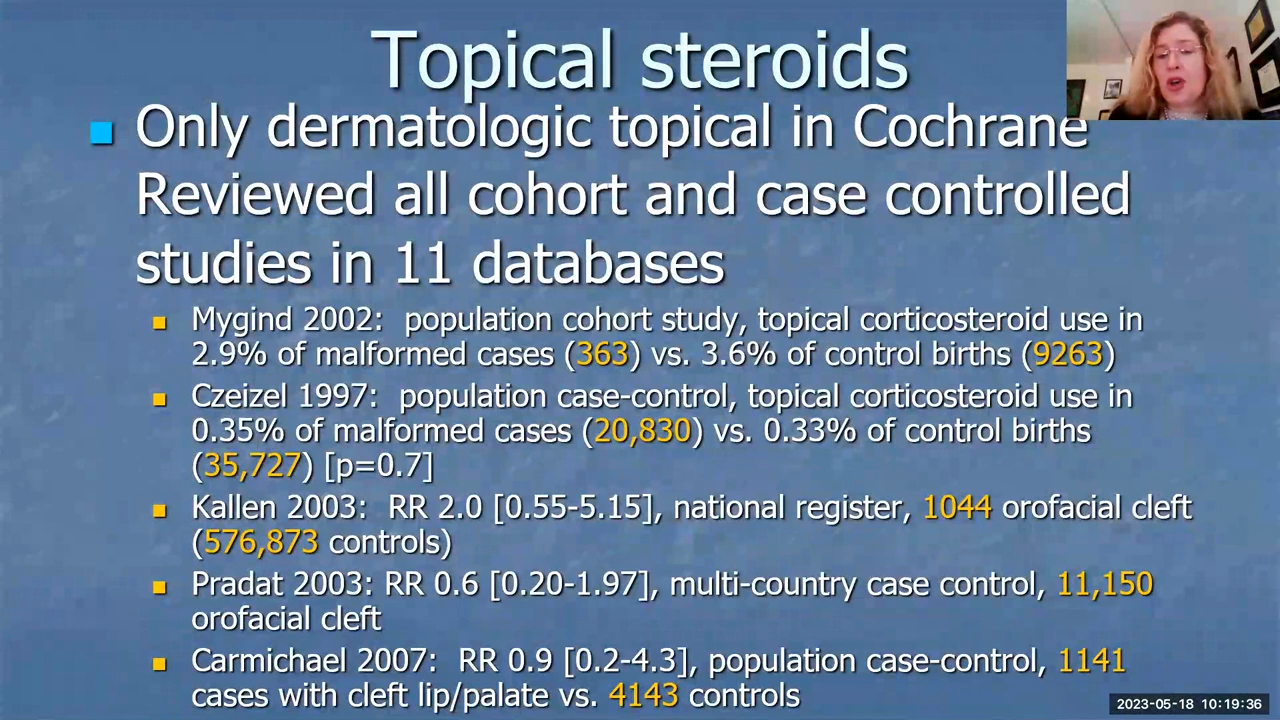 Topical steroids
Only dermatologic topical in Cochrane
Reviewed all cohort and case controlled
studies in 11 databases
Mygind 2002:  population cohort study, topical corticosteroid use in
2.9% of malformed cases (363) vs. 3.6% of control births (9263)
Czeizel 1997:  population case-control, topical corticosteroid use in
0.35% of malformed cases (20,830) vs. 0.33% of control births
(35,727) [p=0.7]
Kallen 2003:  RR 2.0 [0.55-5.15], national register, 1044 orofacial cleft
(576,873 controls)
Pradat 2003: RR 0.6 [0.20-1.97], multi-country case control, 11,150
orofacial cleft
Carmichael 2007:  RR 0.9 [0.2-4.3], population case-control, 1141
cases with cleft lip/palate vs. 4143 controls
2023-05-18 10:19:36